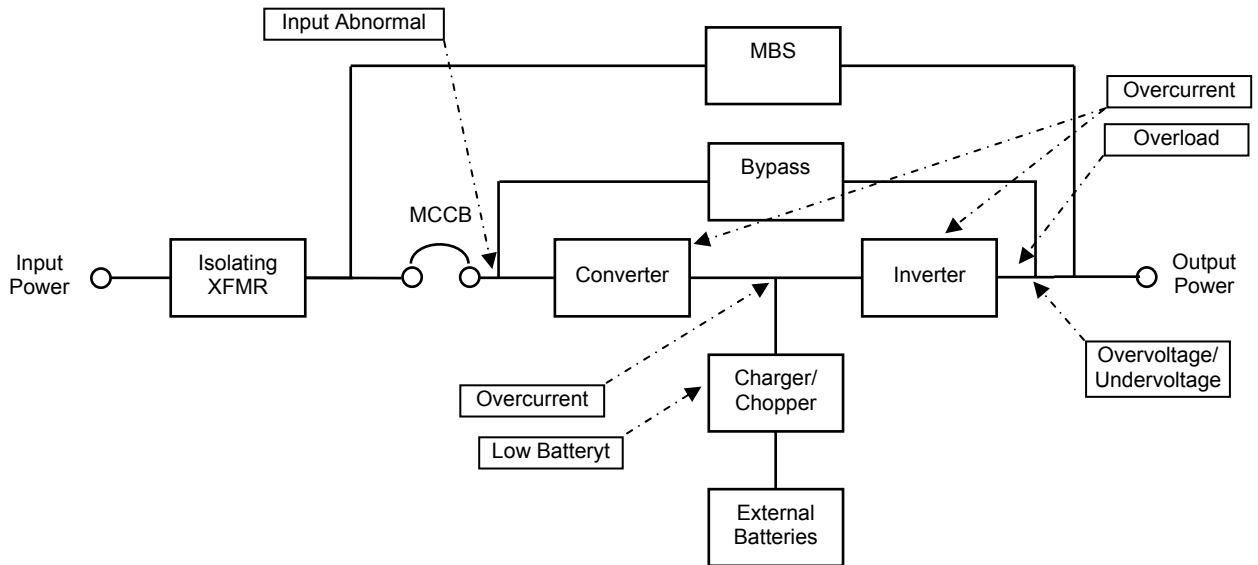 Input Abnormal
MBS
Overcurrent
Overload
Bypass
MCCB
Input
Power
Isolating
XFMR
Converter
Inverter
Output
Power
Overvoltage/
Undervoltage
Charger/
Chopper
Overcurrent
Low Batteryt
External
Batteries